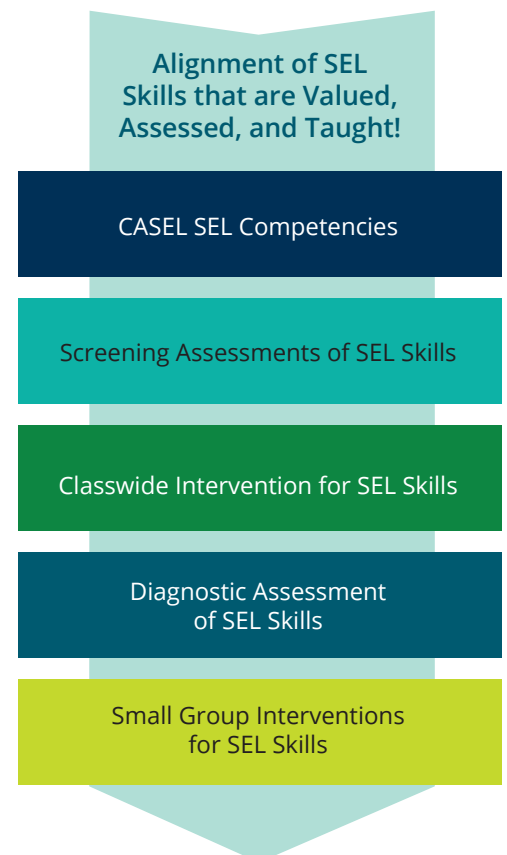 Alignment of SEL
Skills that are Valued,
Assessed, and Taught!
CASEL SEL Competencies
Screening Assessments of SEL Skills
Classwide Intervention for SEL Skills
Diagnostic Assessment
of SEL Skills
Small Group Interventions
for SEL Skills